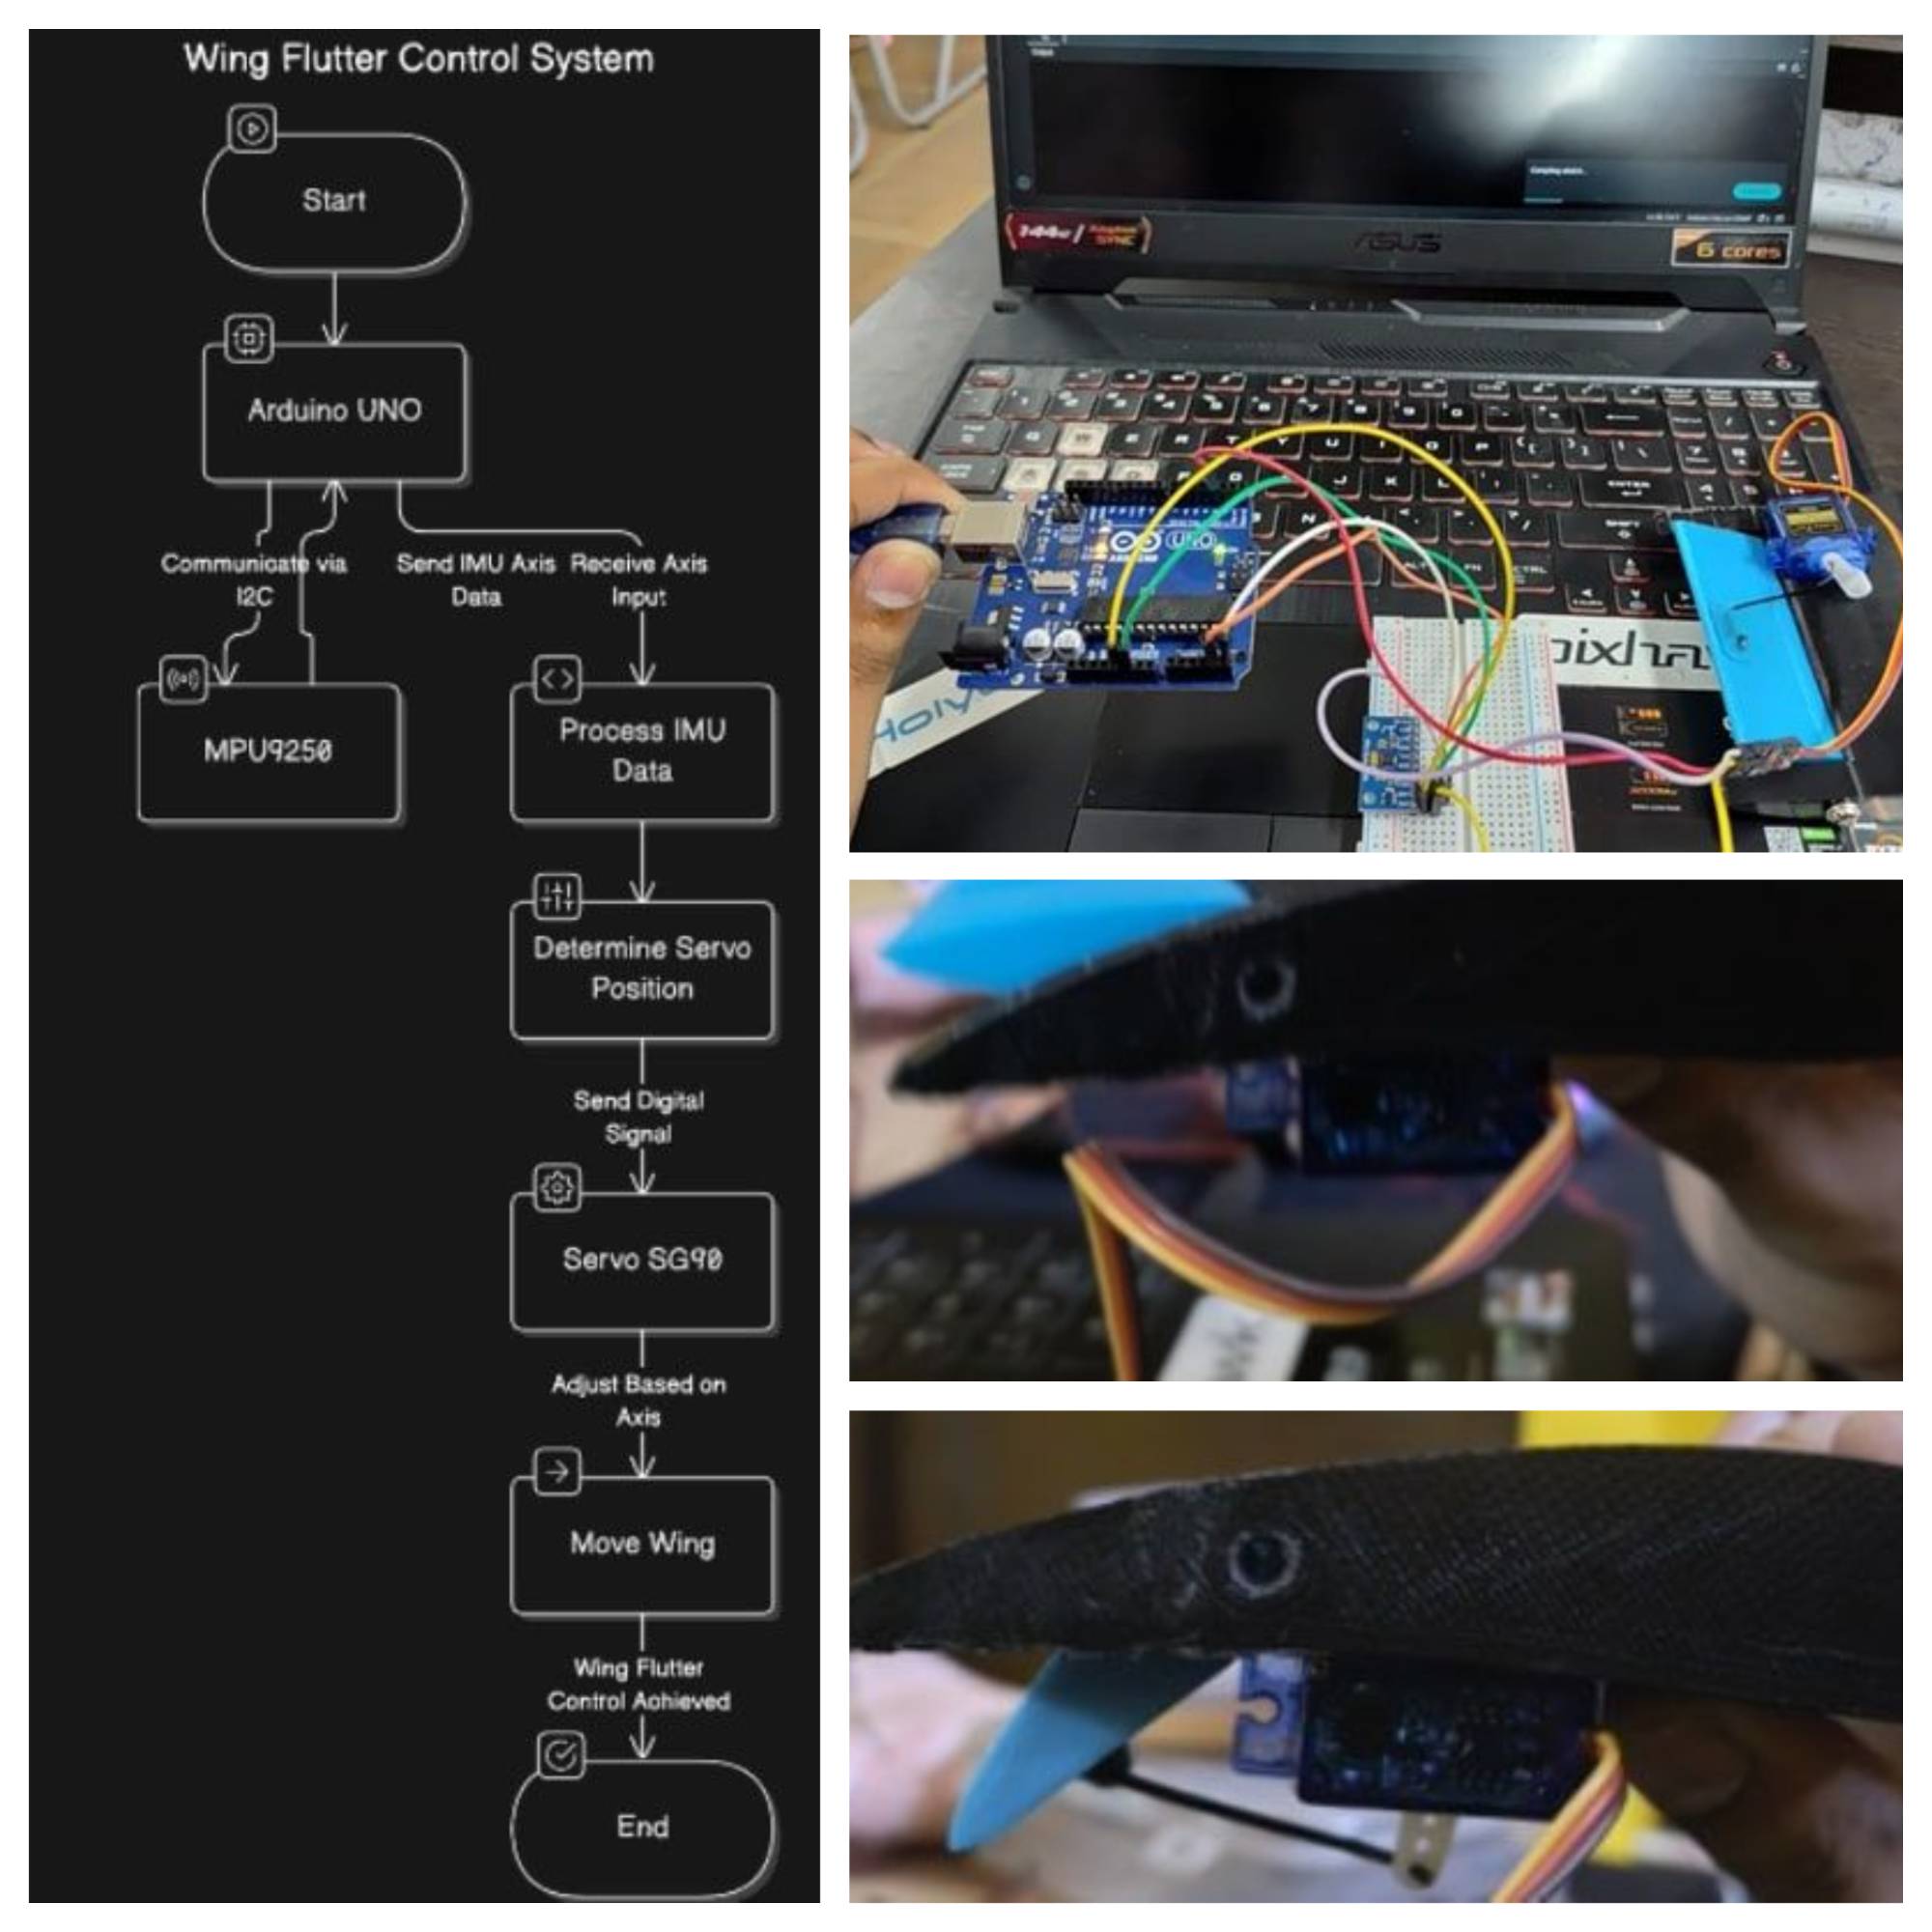 Wing Flutter Control System
Start
Arduino UNO
Communicate via
I2C
Send IMU Axis
Data
Receive Axis
Input
MPU9250
Process IMU
Data
Determine Servo
Position
Send Digital
Signal
Servo SG90
Adjust Based on
Axis
Move Wing
Wing Flutter
Control Aohieved
End
ASUS
6 cores
UNO